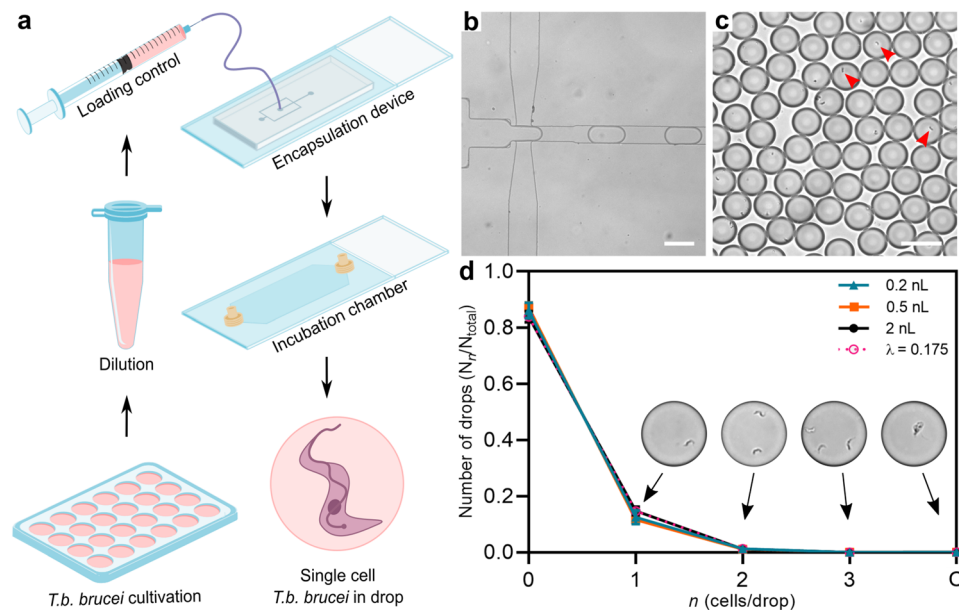 a
Loading control
Encapsulation device
Dilution
Incubation chamber
T.b. brucei cultivation
Single cell
T.b. brucei in drop
b
c
d
Number of drops (Nn/Ntotal)
1.0
0.8
0.6
0.4
0.2
0.0
0.2 nL
0.5 nL
2 nL
λ = 0.175
0
1
2
3
C
n (cells/drop)